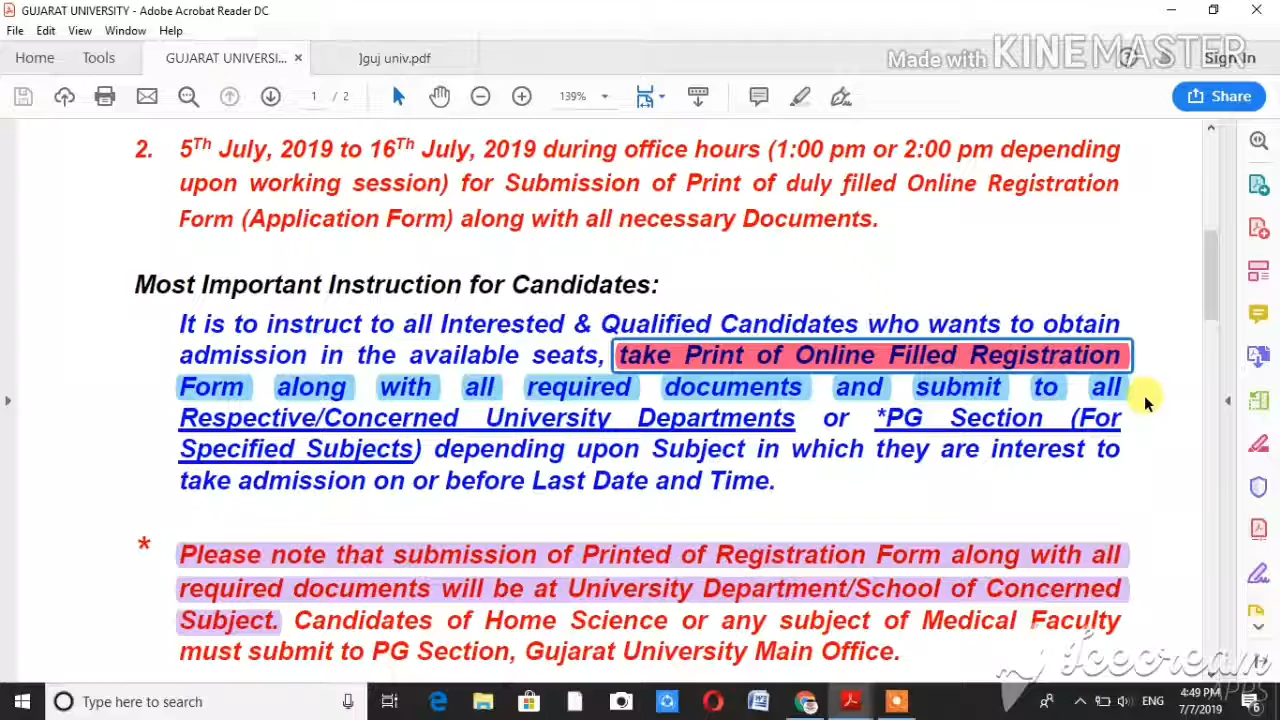 GUJARAT UNIVERSITY - Adobe Acrobat Reader DC
File Edit View Window Help
Home Tools GUJARAT UNIVERSI... × ]guj univ.pdf Sign In
Made with KINEMASTER
1 / 2 139% Share
2. 5Th July, 2019 to 16Th July, 2019 during office hours (1:00 pm or 2:00 pm depending
upon working session) for Submission of Print of duly filled Online Registration
Form (Application Form) along with all necessary Documents.
Most Important Instruction for Candidates:
It is to instruct to all Interested & Qualified Candidates who wants to obtain
admission in the available seats, take Print of Online Filled Registration
Form along with all required documents and submit to all
Respective/Concerned University Departments or *PG Section (For
Specified Subjects) depending upon Subject in which they are interest to
take admission on or before Last Date and Time.
* Please note that submission of Printed of Registration Form along with all
required documents will be at University Department/School of Concerned
Subject. Candidates of Home Science or any subject of Medical Faculty
must submit to PG Section, Gujarat University Main Office.
Icecream
APPS
Type here to search
ENG
4:49 PM
7/7/2019
6